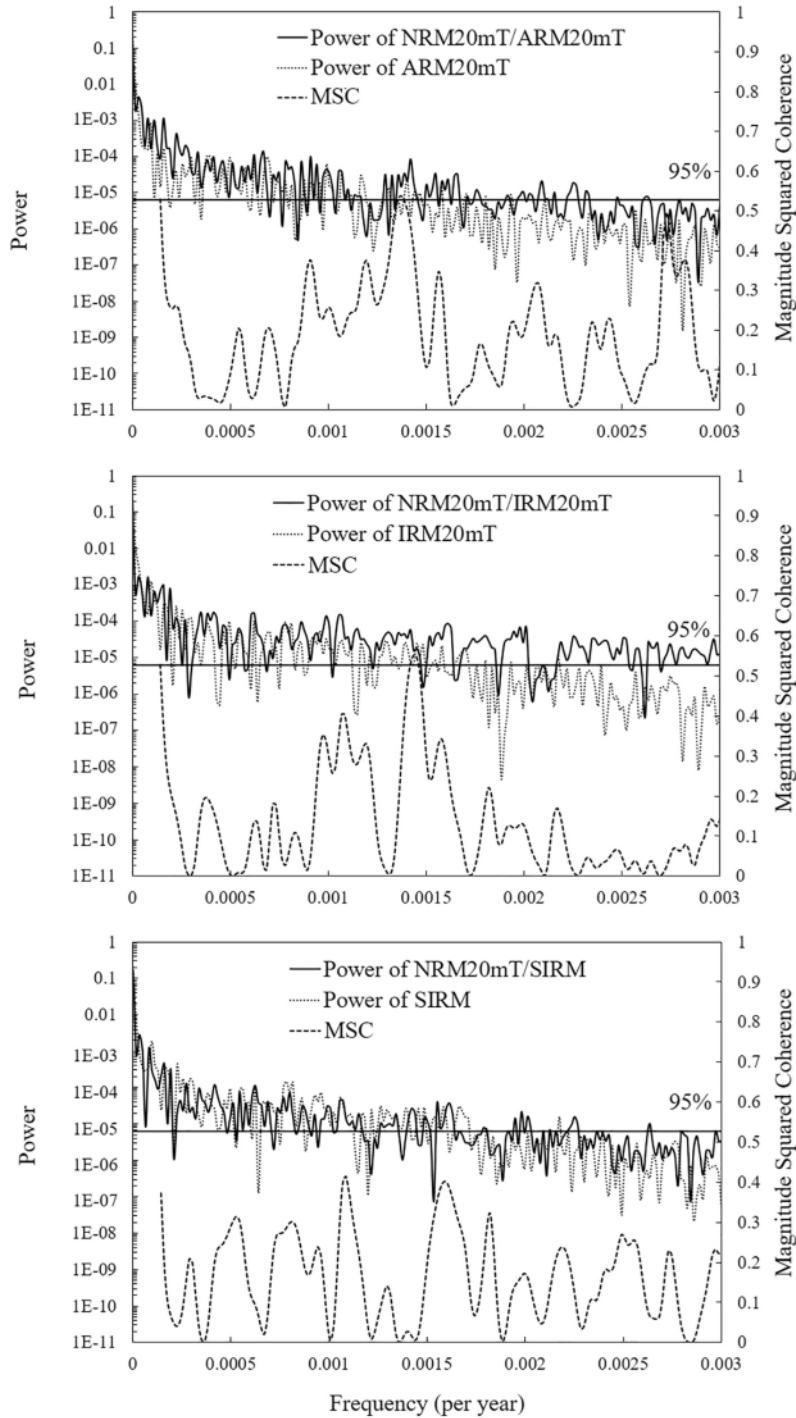 Power of NRM20mT/ARM20mT
Power of ARM20mT
MSC
95%
Power
Magnitude Squared Coherence
1
0.1
0.01
1E-03
1E-04
1E-05
1E-06
1E-07
1E-08
1E-09
1E-10
1E-11
1
0.9
0.8
0.7
0.6
0.5
0.4
0.3
0.2
0.1
0
0 0.0005 0.001 0.0015 0.002 0.0025 0.003
Power of NRM20mT/IRM20mT
Power of IRM20mT
MSC
95%
Power
Magnitude Squared Coherence
1
0.1
0.01
1E-03
1E-04
1E-05
1E-06
1E-07
1E-08
1E-09
1E-10
1E-11
1
0.9
0.8
0.7
0.6
0.5
0.4
0.3
0.2
0.1
0
0 0.0005 0.001 0.0015 0.002 0.0025 0.003
Power of NRM20mT/SIRM
Power of SIRM
MSC
95%
Power
Magnitude Squared Coherence
1
0.1
0.01
1E-03
1E-04
1E-05
1E-06
1E-07
1E-08
1E-09
1E-10
1E-11
1
0.9
0.8
0.7
0.6
0.5
0.4
0.3
0.2
0.1
0
0 0.0005 0.001 0.0015 0.002 0.0025 0.003
Frequency (per year)